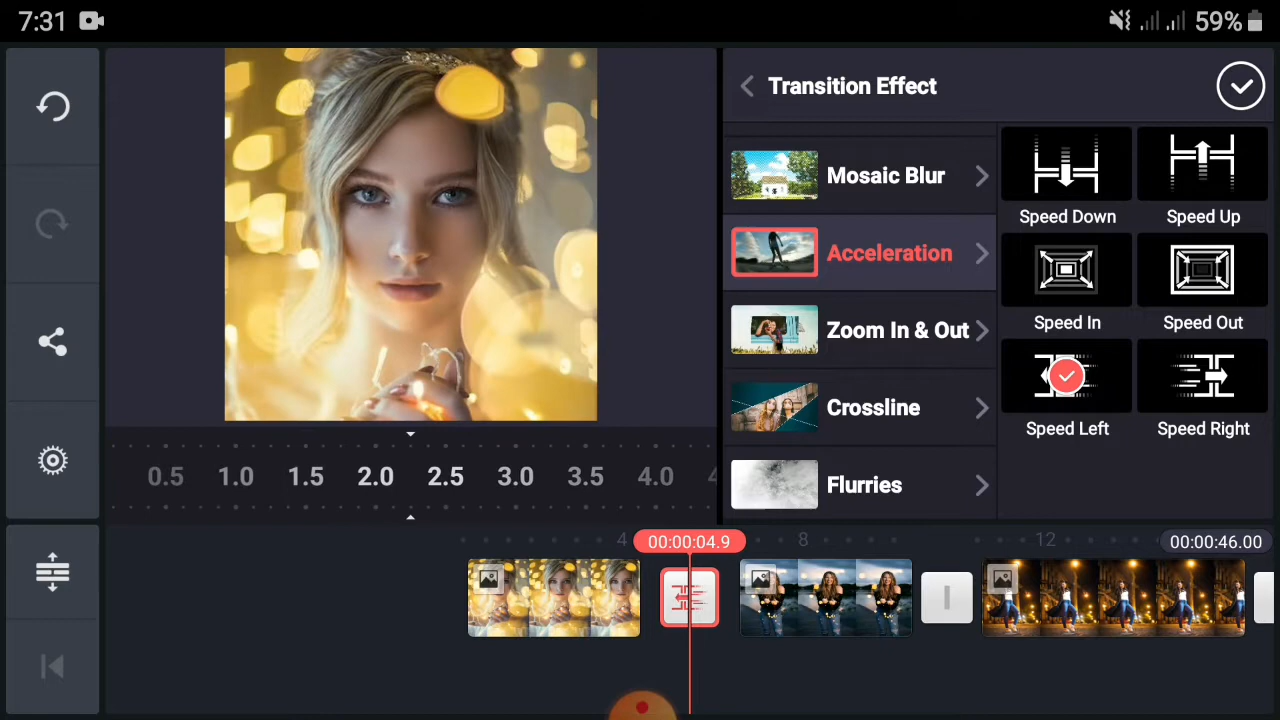 7:31
59%
Transition Effect
Mosaic Blur
Acceleration
Zoom In & Out
Crossline
Flurries
Speed Down
Speed Up
Speed In
Speed Out
Speed Left
Speed Right
0.5 1.0 1.5 2.0 2.5 3.0 3.5 4.0
4 00:00:04.9 8 12 00:00:46.00